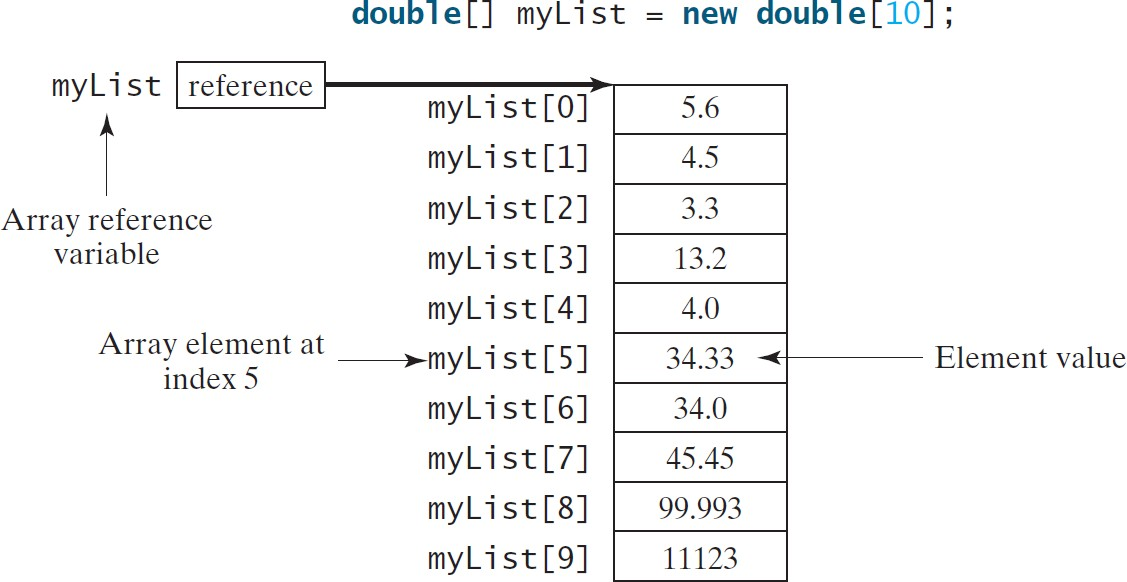 double[] myList = new double[10];
myList reference
myList[0] 5.6
myList[1] 4.5
myList[2] 3.3
Array reference
variable
myList[3] 13.2
myList[4] 4.0
Array element at
index 5
myList[5] 34.33 Element value
myList[6] 34.0
myList[7] 45.45
myList[8] 99.993
myList[9] 11123